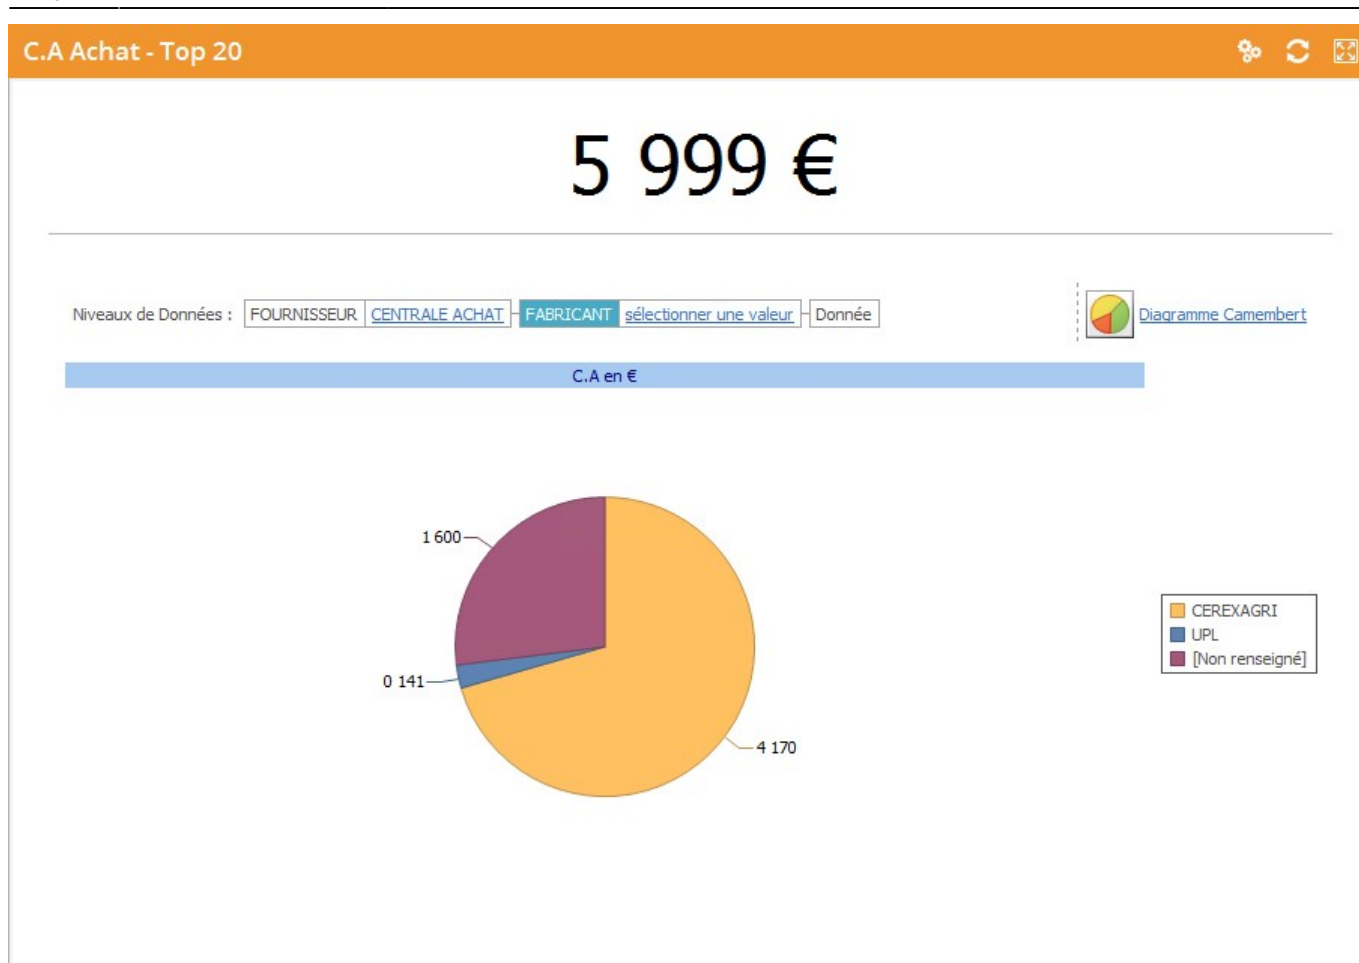 C.A Achat - Top 20
5 999 €
Niveaux de Données : FOURNISSEUR CENTRALE ACHAT FABRICANT sélectionner une valeur Donnée Diagramme Camembert
C.A en €
1 600
0 141
4 170
CEREXAGRI
UPL
[Non renseigné]